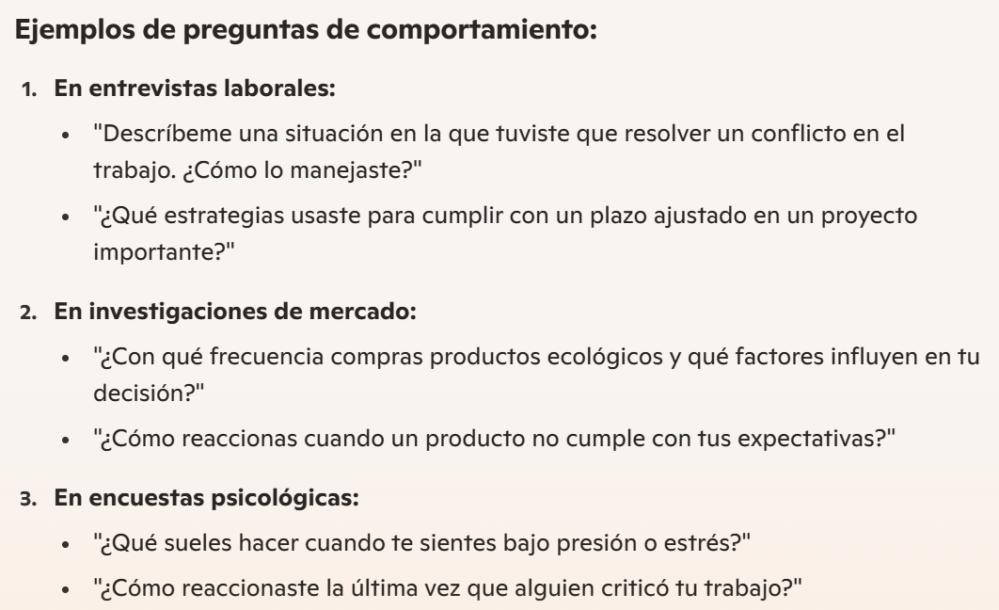 Ejemplos de preguntas de comportamiento:
1. En entrevistas laborales:
• "Descríbeme una situación en la que tuviste que resolver un conflicto en el
trabajo. ¿Cómo lo manejaste?"
• "¿Qué estrategias usaste para cumplir con un plazo ajustado en un proyecto
importante?"
2. En investigaciones de mercado:
• "¿Con qué frecuencia compras productos ecológicos y qué factores influyen en tu
decisión?"
• "¿Cómo reaccionas cuando un producto no cumple con tus expectativas?"
3. En encuestas psicológicas:
• "¿Qué sueles hacer cuando te sientes bajo presión o estrés?"
• "¿Cómo reaccionaste la última vez que alguien criticó tu trabajo?"